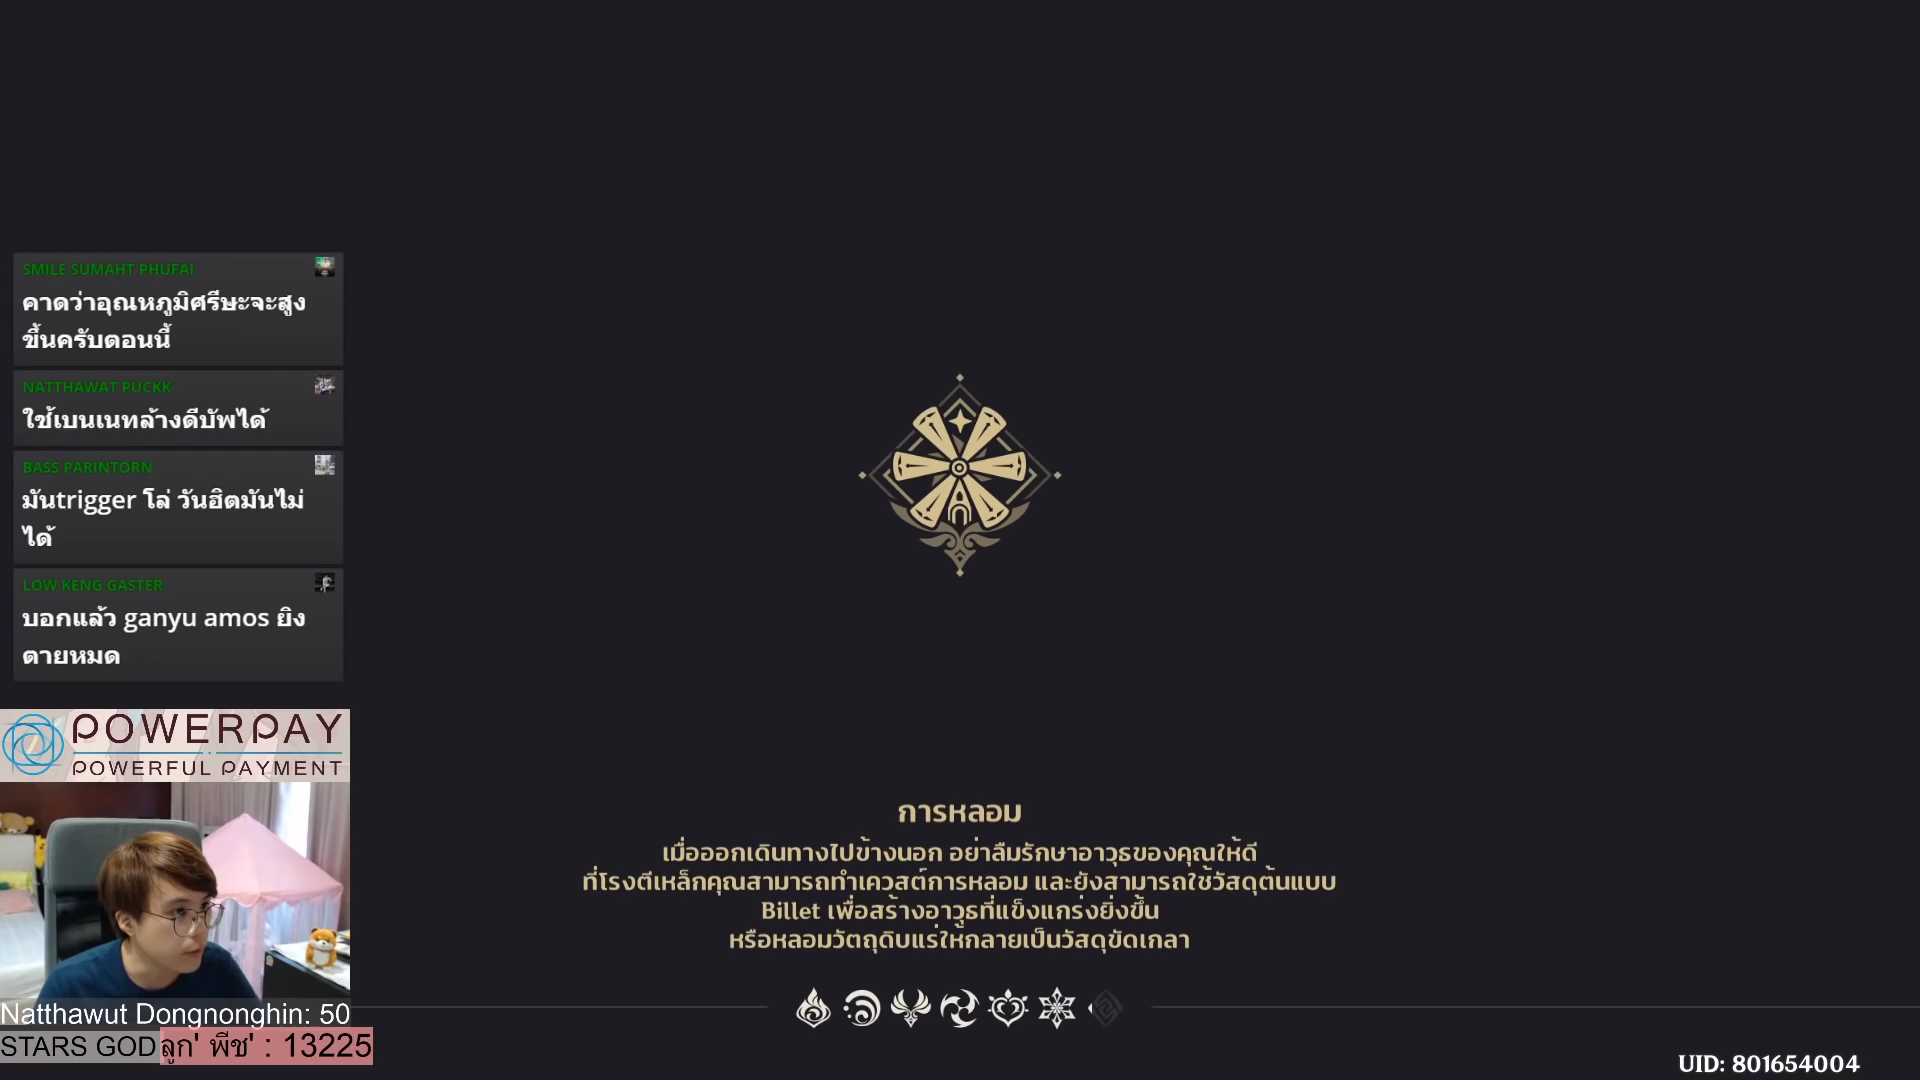 SMILE SUMAHT PHUFAI
คาดว่าอุณหภูมิศรีษะจะสูง
ขึ้นครับตอนนี้
NATTHAWAT PUCKK
ใช้เบนเนทล้างดีบัพได้
BASS PARINTORN
มันtrigger โล่ วันฮิตมันไม่
ได้
LOW KENG GASTER
บอกแล้ว ganyu amos ยิง
ตายหมด
POWERPAY
POWERFUL PAYMENT
Natthawut Dongnonghin: 50
STARS GOD ลูก' พีช' : 13225
การหลอม
เมื่อออกเดินทางไปข้างนอก อย่าลืมรักษาอาวุธของคุณให้ดี
ที่โรงตีเหล็กคุณสามารถทำเควสต์การหลอม และยังสามารถใช้วัสดุต้นแบบ
Billet เพื่อสร้างอาวุธที่แข็งแกร่งยิ่งขึ้น
หรือหลอมวัตถุดิบแร่ให้กลายเป็นวัสดุขัดเกลา
UID: 801654004